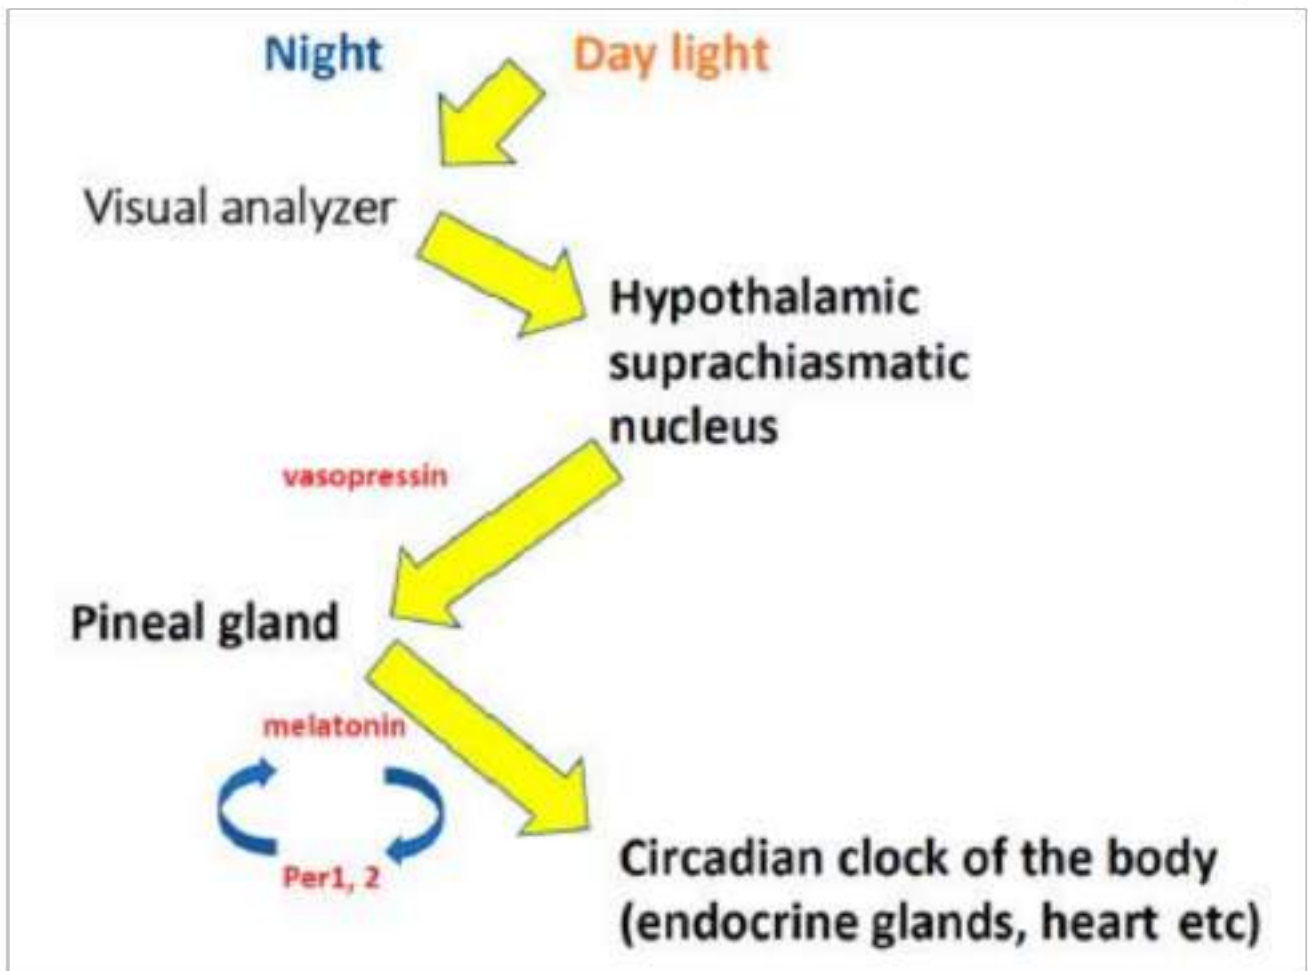 Night Day light
Visual analyzer
Hypothalamic
suprachiasmatic
nucleus
vasopressin
Pineal gland
melatonin
Per1, 2
Circadian clock of the body
(endocrine glands, heart etc)